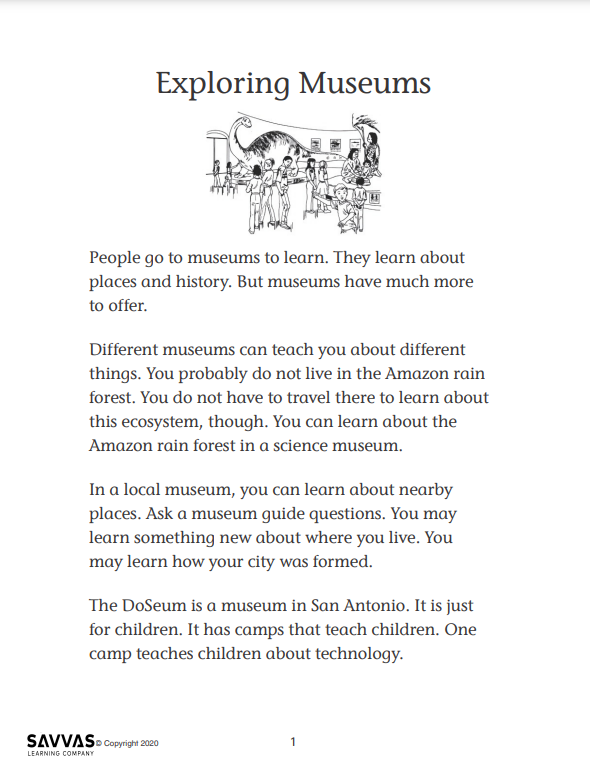 Exploring Museums
People go to museums to learn. They learn about
places and history. But museums have much more
to offer.
Different museums can teach you about different
things. You probably do not live in the Amazon rain
forest. You do not have to travel there to learn about
this ecosystem, though. You can learn about the
Amazon rain forest in a science museum.
In a local museum, you can learn about nearby
places. Ask a museum guide questions. You may
learn something new about where you live. You
may learn how your city was formed.
The DoSeum is a museum in San Antonio. It is just
for children. It has camps that teach children. One
camp teaches children about technology.
SAVVAS © Copyright 2020 1
LEARNING COMPANY